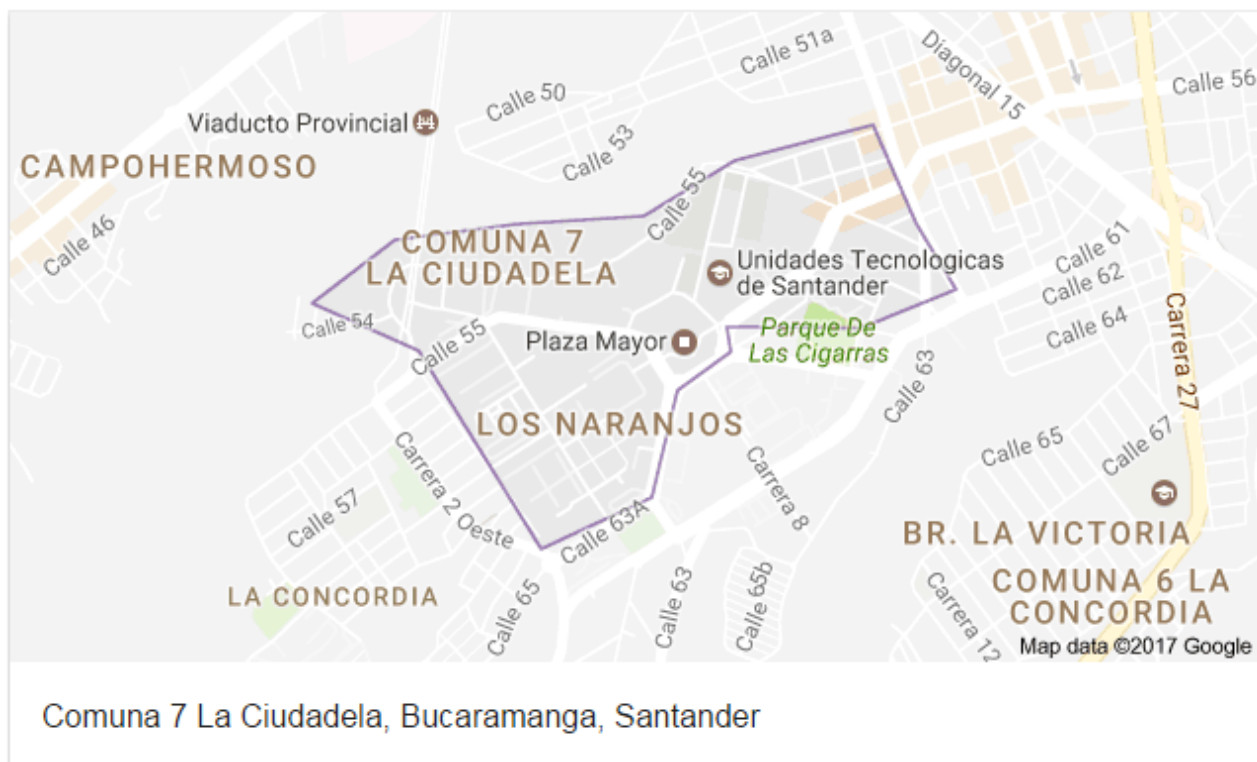 Calle 51a
Diagonal 15
Calle 56
Calle 50
Viaducto Provincial
Calle 53
CAMPOHERMOSO
Calle 55
Calle 46
COMUNA 7
LA CIUDADELA
Calle 61
Unidades Tecnologicas
de Santander
Calle 62
Calle 54
Calle 55
Plaza Mayor
Parque De
Las Cigarras
Calle 64
Calle 63
Carrera 27
LOS NARANJOS
Calle 65
Calle 67
Carrera 2 Oeste
Carrera 8
Calle 57
Calle 63A
BR. LA VICTORIA
LA CONCORDIA
Calle 65
Calle 63
Calle 65b
COMUNA 6 LA
CONCORDIA
Carrera 12
Map data ©2017 Google
Comuna 7 La Ciudadela, Bucaramanga, Santander